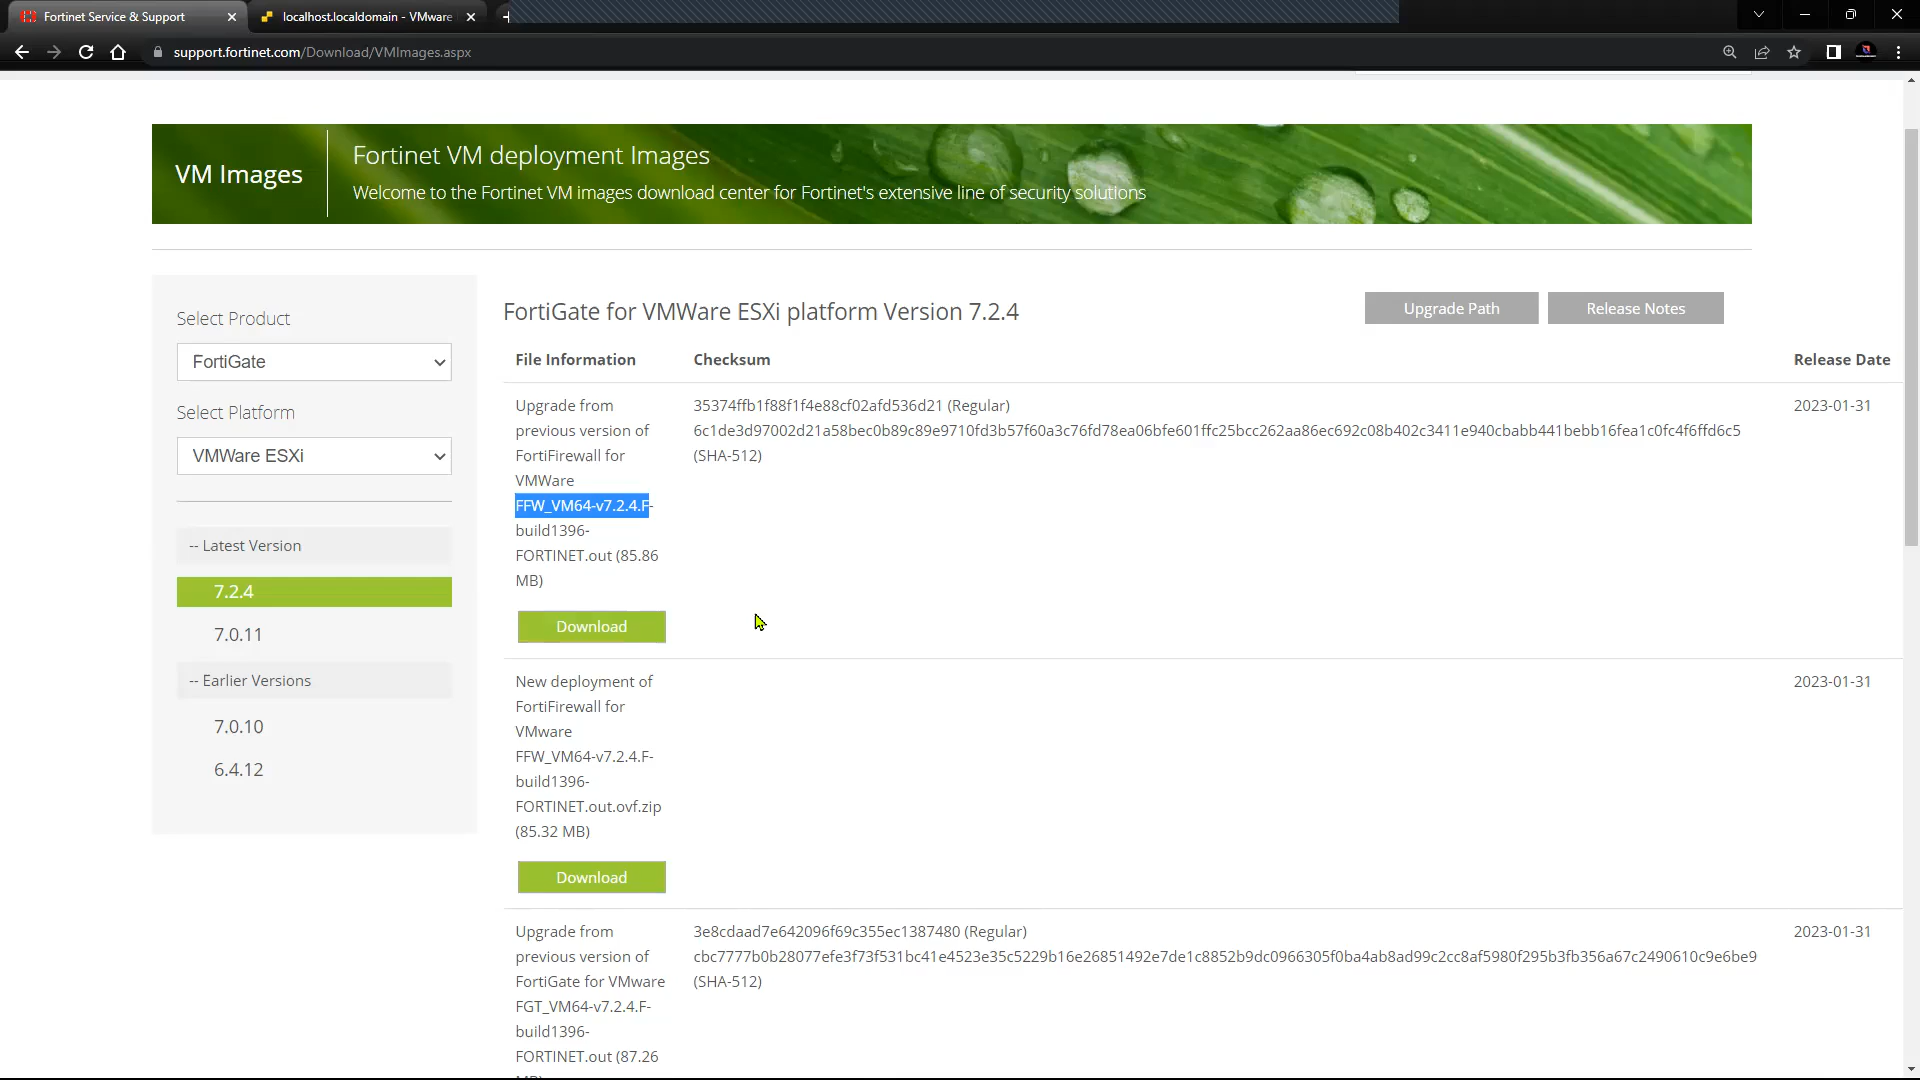 Fortinet Service & Support
localhost.localdomain - VMware
support.fortinet.com/Download/VMImages.aspx
VM Images
Fortinet VM deployment Images
Welcome to the Fortinet VM images download center for Fortinet's extensive line of security solutions
Select Product
FortiGate
Select Platform
VMWare ESXi
-- Latest Version
7.2.4
7.0.11
-- Earlier Versions
7.0.10
6.4.12
FortiGate for VMWare ESXi platform Version 7.2.4
Upgrade Path
Release Notes
File Information
Checksum
Release Date
Upgrade from
previous version of
FortiFirewall for
VMWare
FFW_VM64-v7.2.4.F-
build1396-
FORTINET.out (85.86
MB)
Download
35374ffb1f88f1f4e88cf02afd536d21 (Regular)
6c1de3d97002d21a58bec0b89c89e9710fd3b57f60a3c76fd78ea06bfe601ffc25bcc262aa86ec692c08b402c3411e940cbabb441bebb16fea1c0fc4f6ffd6c5
(SHA-512)
2023-01-31
New deployment of
FortiFirewall for
VMware
FFW_VM64-v7.2.4.F-
build1396-
FORTINET.out.ovf.zip
(85.32 MB)
Download
2023-01-31
Upgrade from
previous version of
FortiGate for VMware
FGT_VM64-v7.2.4.F-
build1396-
FORTINET.out (87.26
3e8cdaad7e642096f69c355ec1387480 (Regular)
cbc7777b0b28077efe3f73f531bc41e4523e35c5229b16e26851492e7de1c8852b9dc0966305f0ba4ab8ad99c2cc8af5980f295b3fb356a67c2490610c9e6be9
(SHA-512)
2023-01-31